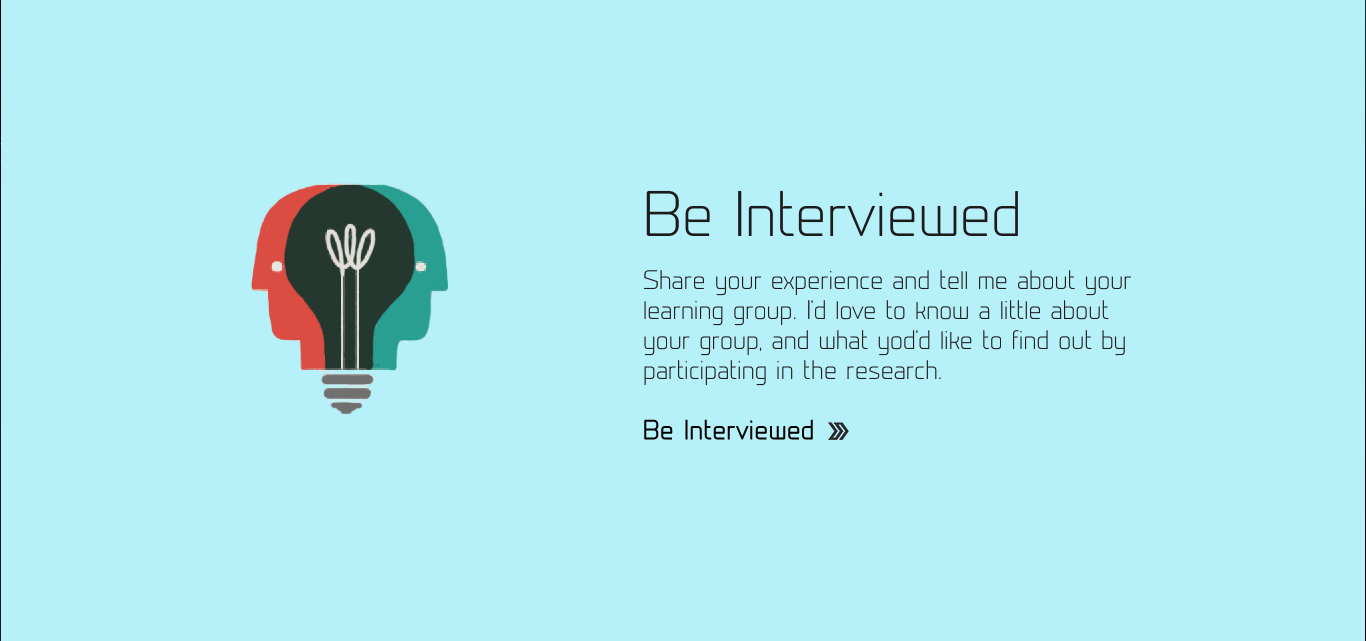 Be Interviewed
Share your experience and tell me about your
learning group. I'd love to know a little about
your group, and what yod'd like to find out by
participating in the research.
Be Interviewed